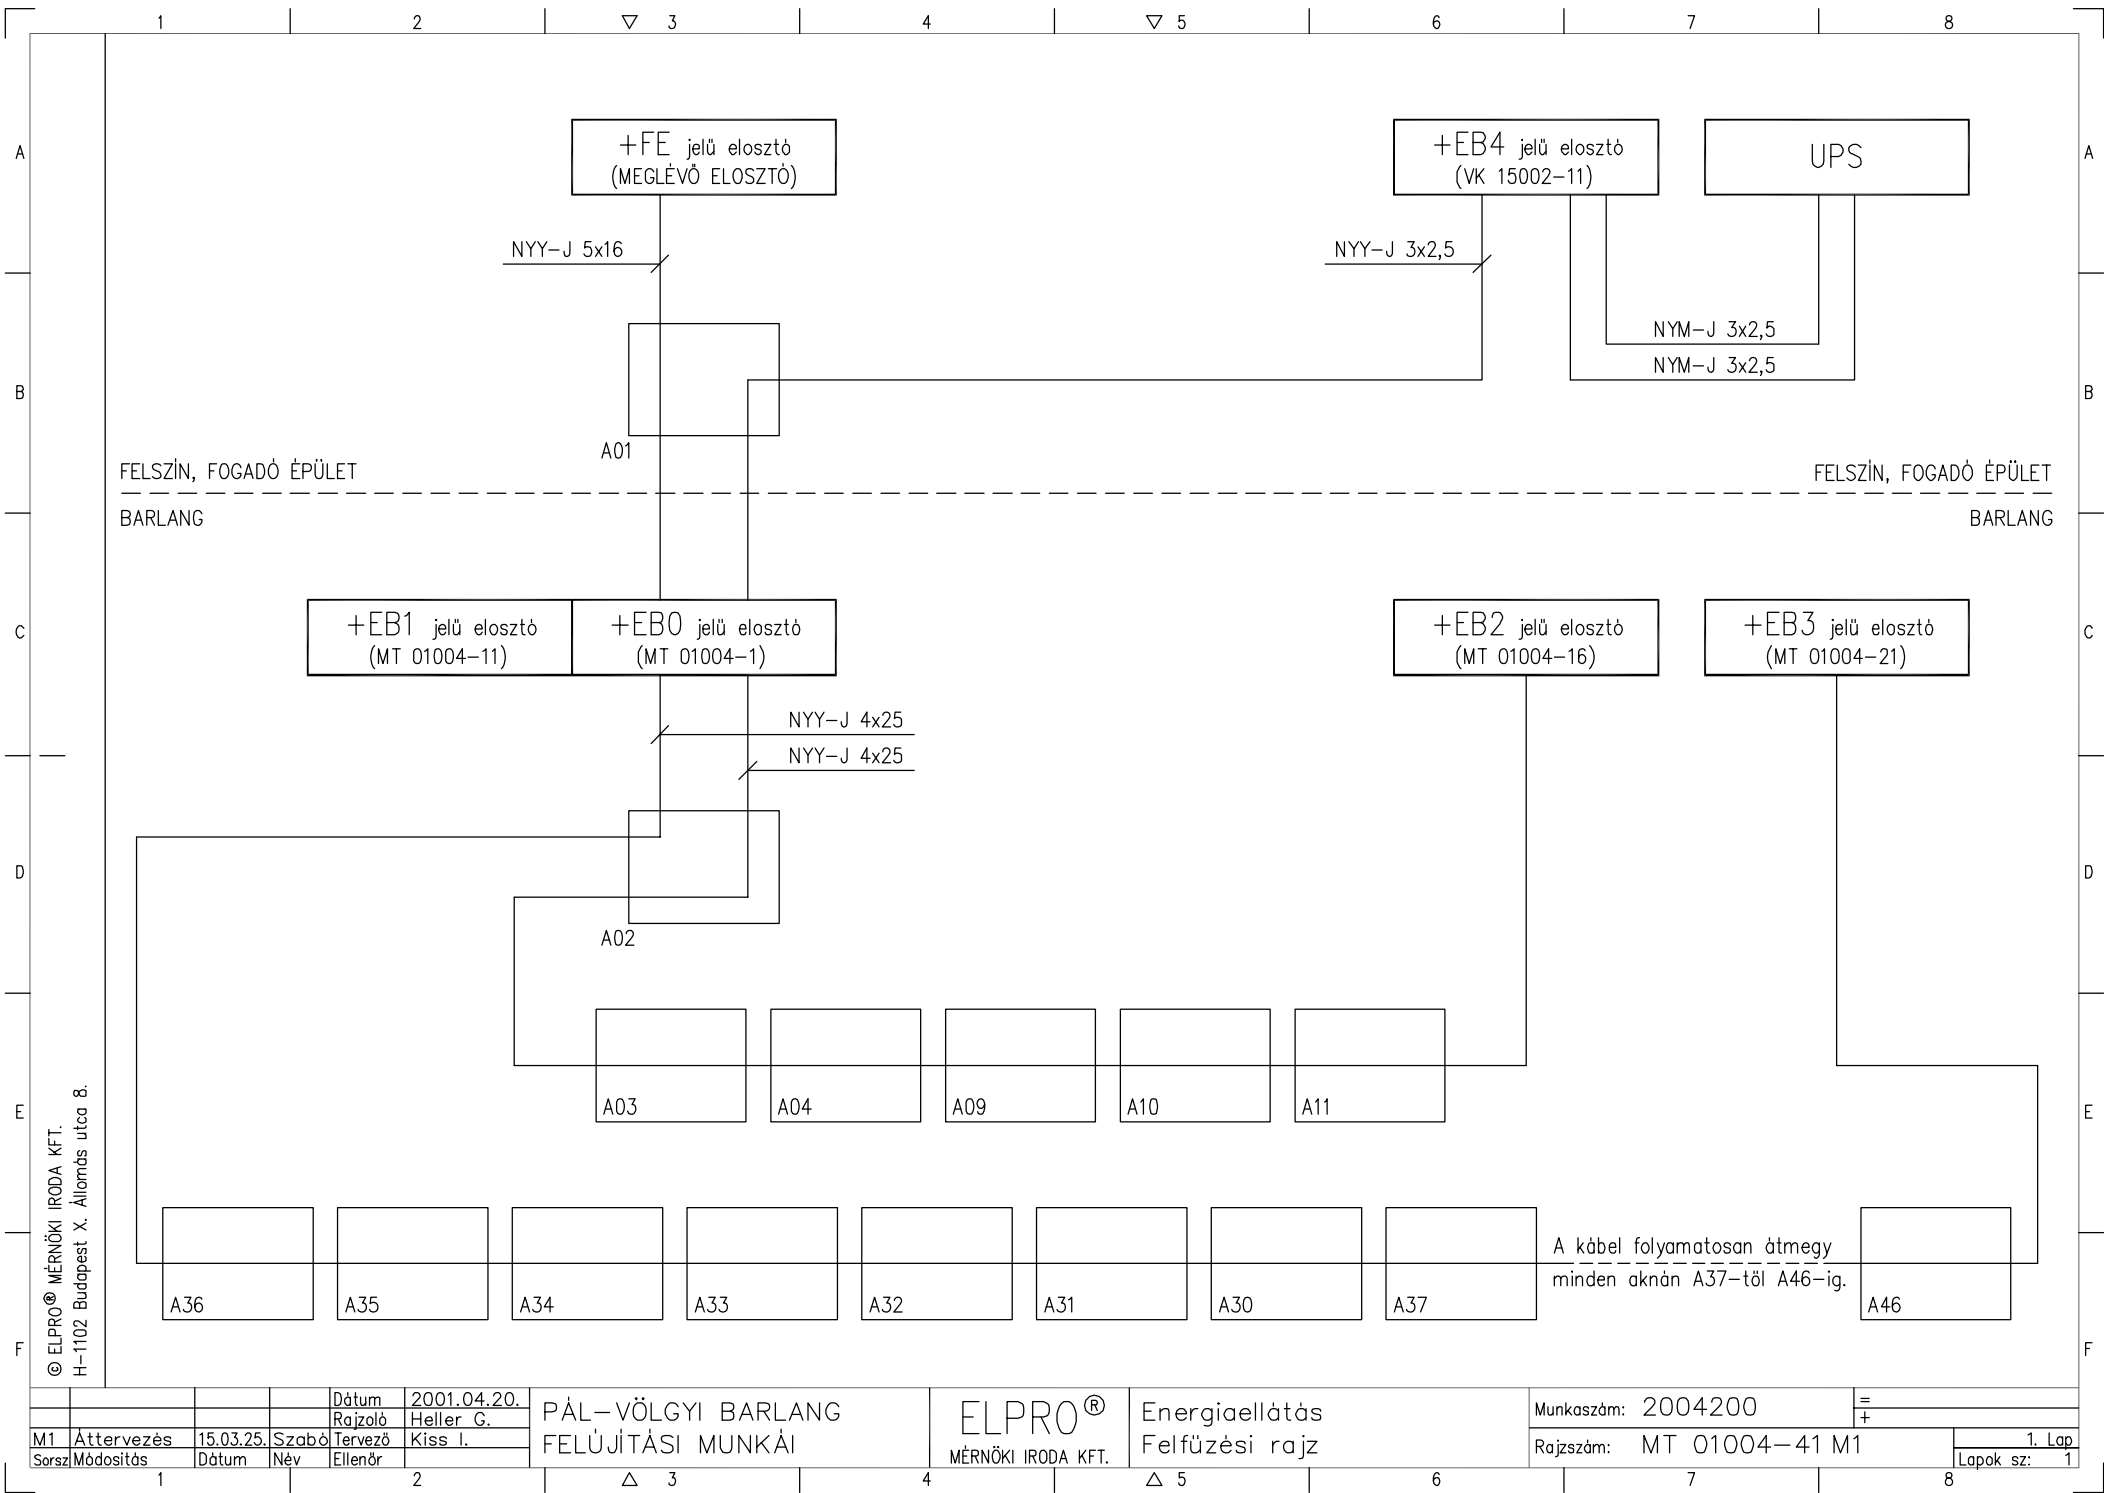 1 2 3 4 5 6 7 8
A A
B B
C C
D D
E E
F F
+FE jelű elosztó
(MEGLÉVŐ ELOSZTÓ)
+EB4 jelű elosztó
(VK 15002-11)
UPS
NYY-J 5x16
NYY-J 3x2,5
NYM-J 3x2,5
NYM-J 3x2,5
A01
FELSZÍN, FOGADÓ ÉPÜLET
FELSZÍN, FOGADÓ ÉPÜLET
BARLANG
BARLANG
+EB1 jelű elosztó
(MT 01004-11)
+EB0 jelű elosztó
(MT 01004-1)
+EB2 jelű elosztó
(MT 01004-16)
+EB3 jelű elosztó
(MT 01004-21)
NYY-J 4x25
NYY-J 4x25
A02
A03 A04 A09 A10 A11
A36 A35 A34 A33 A32 A31 A30 A37 A46
A kábel folyamatosan átmegy
minden aknán A37-től A46-ig.
© ELPRO® MÉRNÖKI IRODA KFT.
H-1102 Budapest X. Állomás utca 8.
Dátum 2001.04.20.
Rajzoló Heller G.
M1 Áttervezés 15.03.25. Szabó Tervező Kiss I.
Sorsz Módosítás Dátum Név Ellenőr
PÁL-VÖLGYI BARLANG
FELÚJÍTÁSI MUNKÁI
ELPRO®
MÉRNÖKI IRODA KFT.
Energiaellátás
Felfűzési rajz
Munkaszám: 2004200
=
+
Rajzszám: MT 01004-41 M1
1. Lap
Lapok sz: 1
1 2 3 4 5 6 7 8